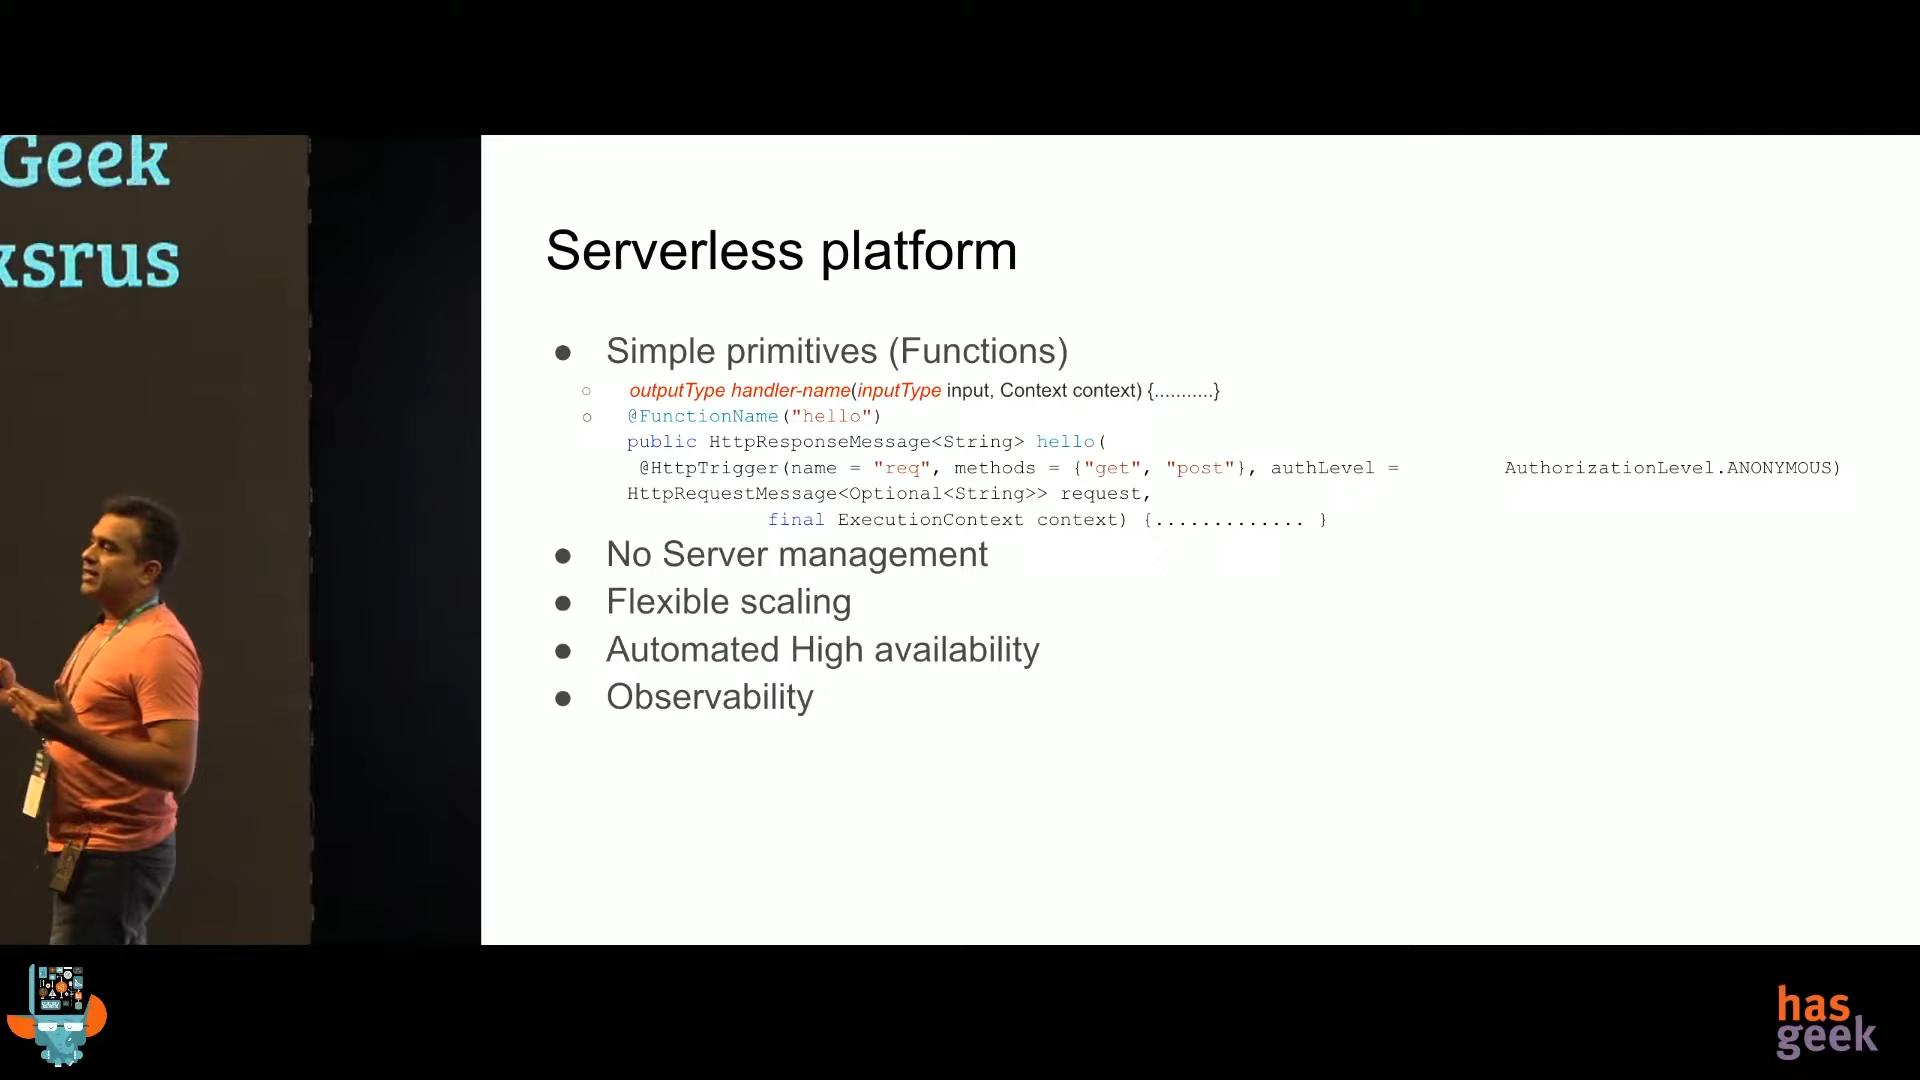 Geek
ksrus
Serverless platform
● Simple primitives (Functions)
○ outputType handler-name(inputType input, Context context) {...........}
○ @FunctionName("hello")
public HttpResponseMessage<String> hello(
@HttpTrigger(name = "req", methods = {"get", "post"}, authLevel = AuthorizationLevel.ANONYMOUS)
HttpRequestMessage<Optional<String>> request,
final ExecutionContext context) {............. }
● No Server management
● Flexible scaling
● Automated High availability
● Observability
has
geek